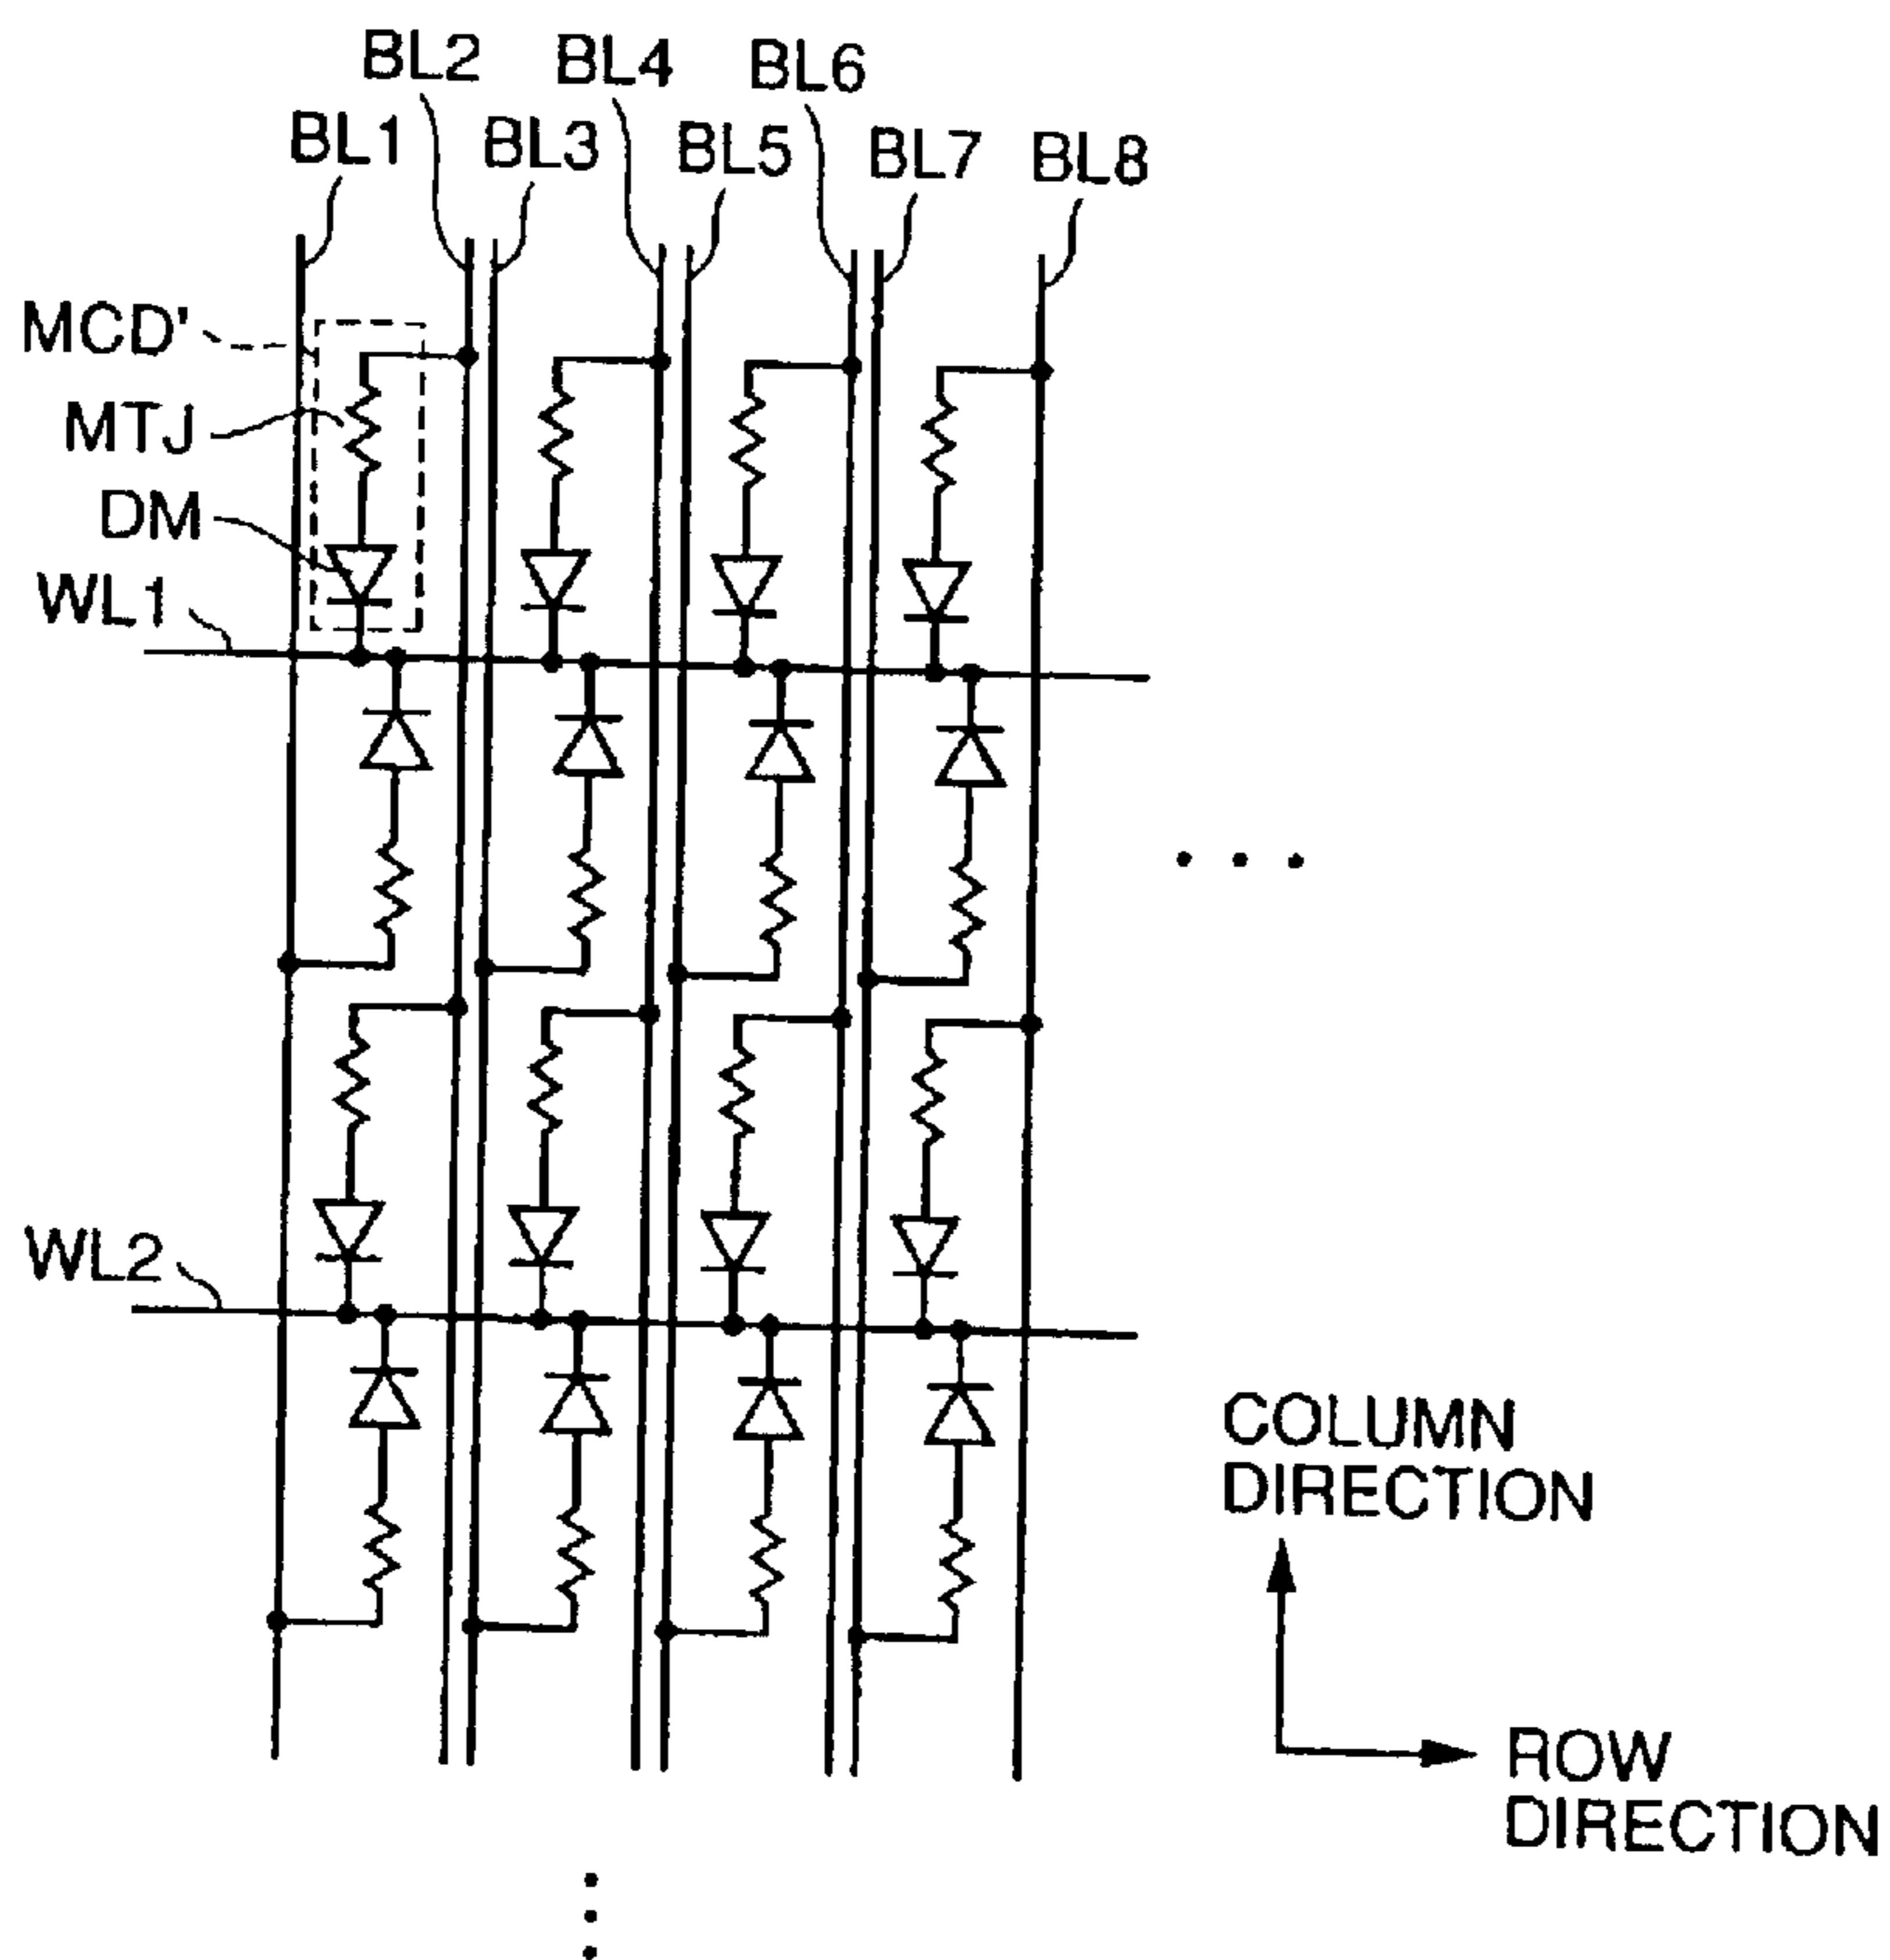 BL2
BL4
BL6
BL1
BL3
BL5
BL7
BL8
MCD'
MTJ
DM
WL1
WL2
COLUMN
DIRECTION
ROW
DIRECTION